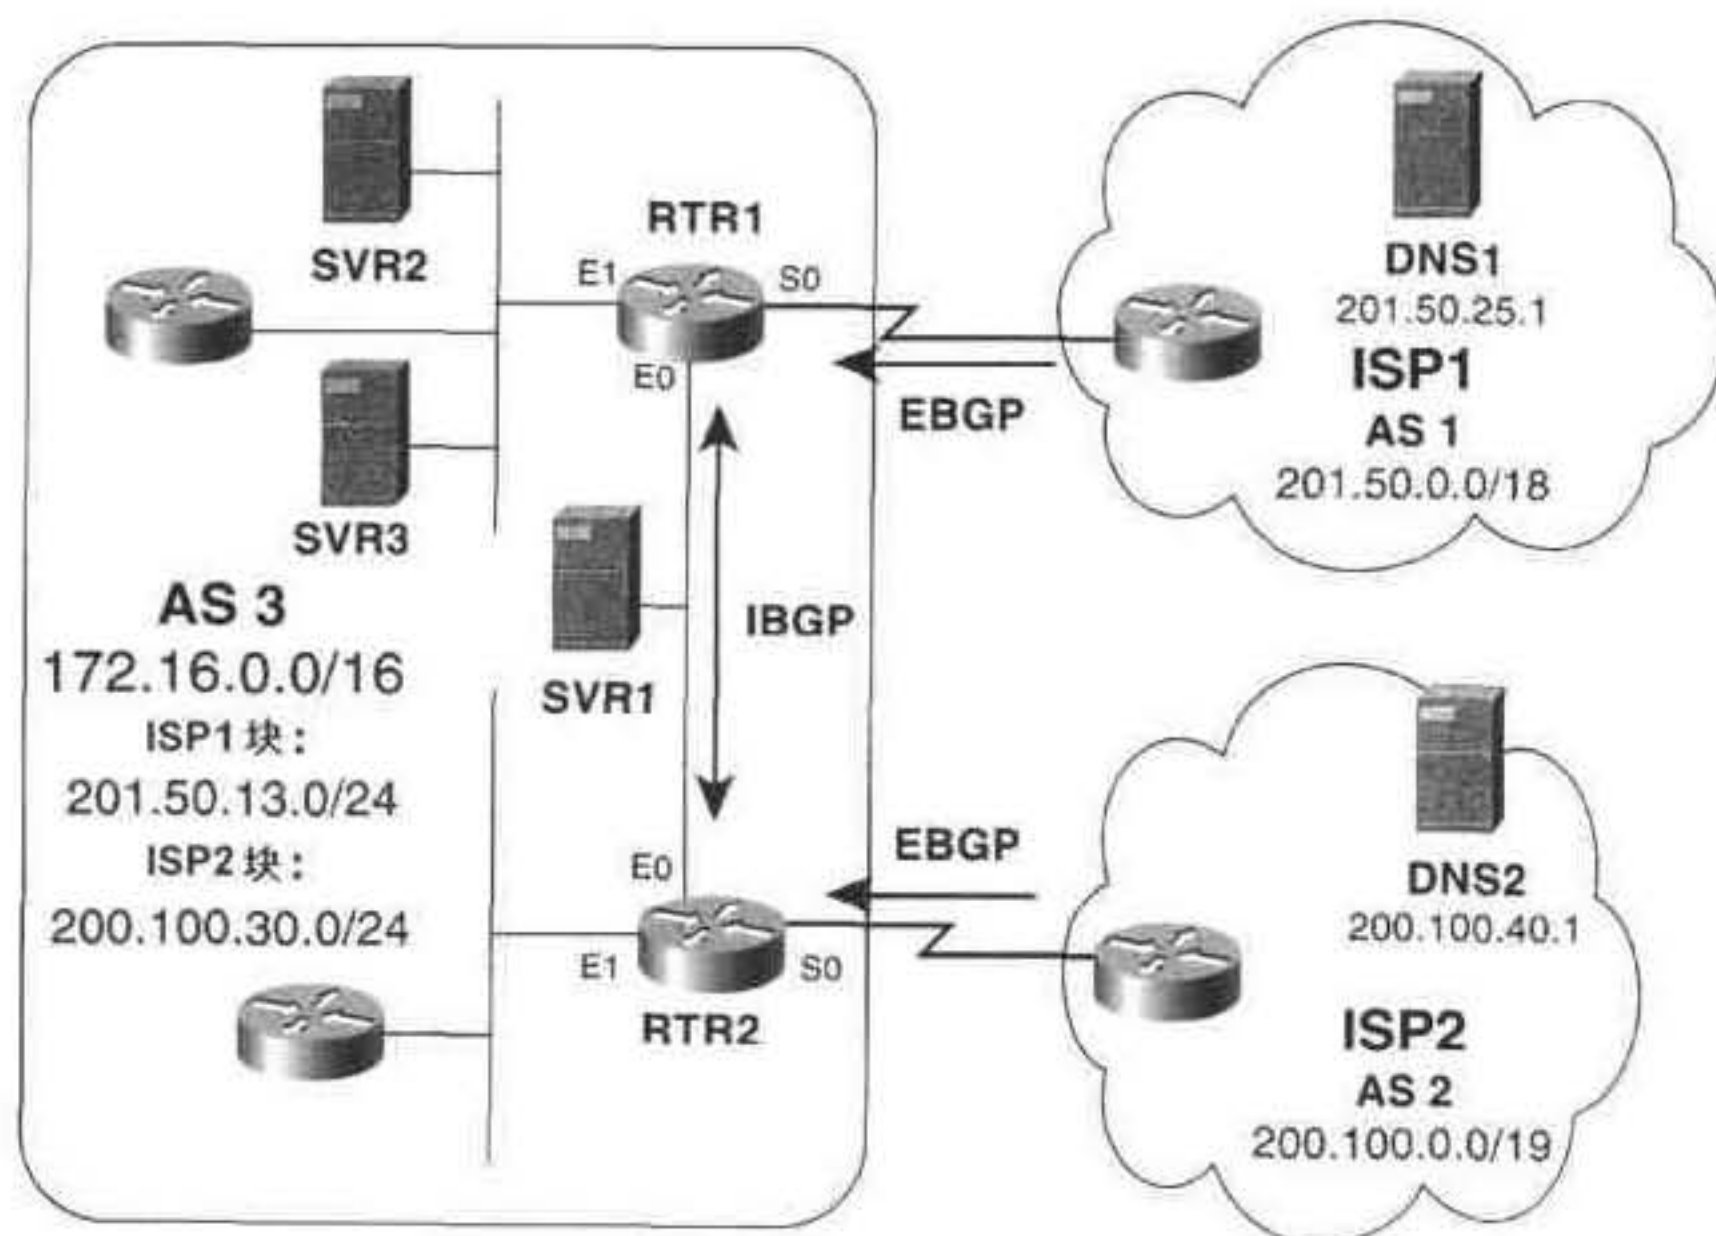 SVR2
RTR1
E1
S0
E0
SVR3
AS 3
172.16.0.0/16
ISP1 块：
201.50.13.0/24
ISP2 块：
200.100.30.0/24
SVR1
IBGP
EBGP
DNS1
201.50.25.1
ISP1
AS 1
201.50.0.0/18
E0
E1
S0
RTR2
EBGP
DNS2
200.100.40.1
ISP2
AS 2
200.100.0.0/19